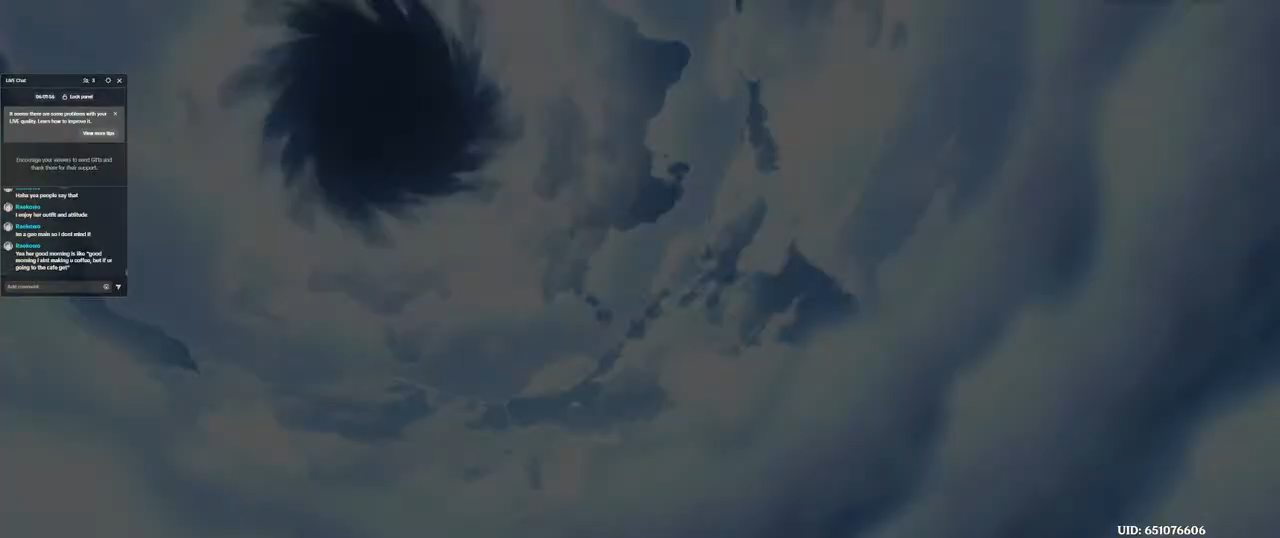 LIVE Chat
3
04:01:55 Lock panel
It seems there are some problems with your
LIVE quality. Learn how to improve it.
View more tips
Encourage your viewers to send Gifts and
thank them for their support.
Haha yea people say that
Raekowo
I enjoy her outfit and attitude
Raekowo
Im a geo main so I dont mind it
Raekowo
Yea her good morning is like "good
morning I aint making u coffee, but if ur
going to the cafe get"
Add comment
UID: 651076606